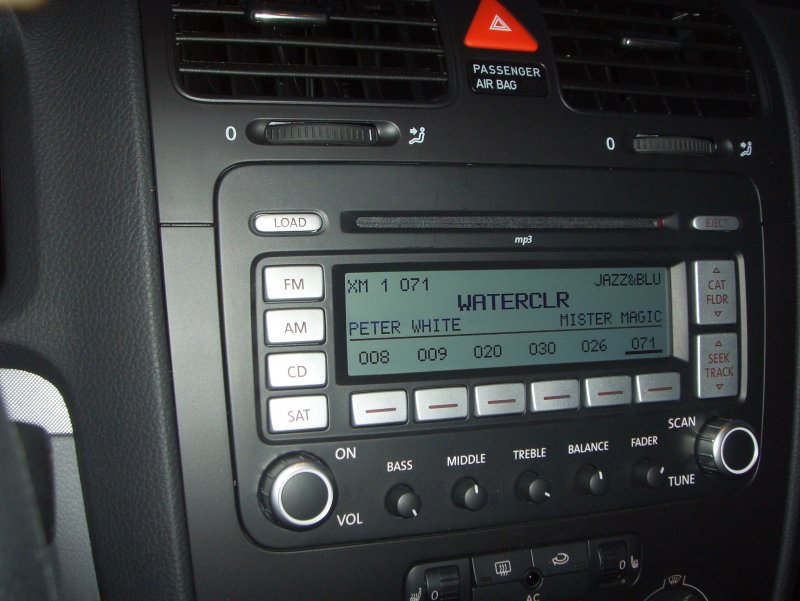 PASSENGER
AIR BAG
0
0
LOAD
EJECT
mp3
FM
AM
CD
SAT
XM 1 071
JAZZ&BLU
WATERCLR
PETER WHITE
MISTER MAGIC
008 009 020 030 026 071
CAT
FLDR
SEEK
TRACK
ON
VOL
BASS
MIDDLE
TREBLE
BALANCE
FADER
SCAN
TUNE
0
0
AC